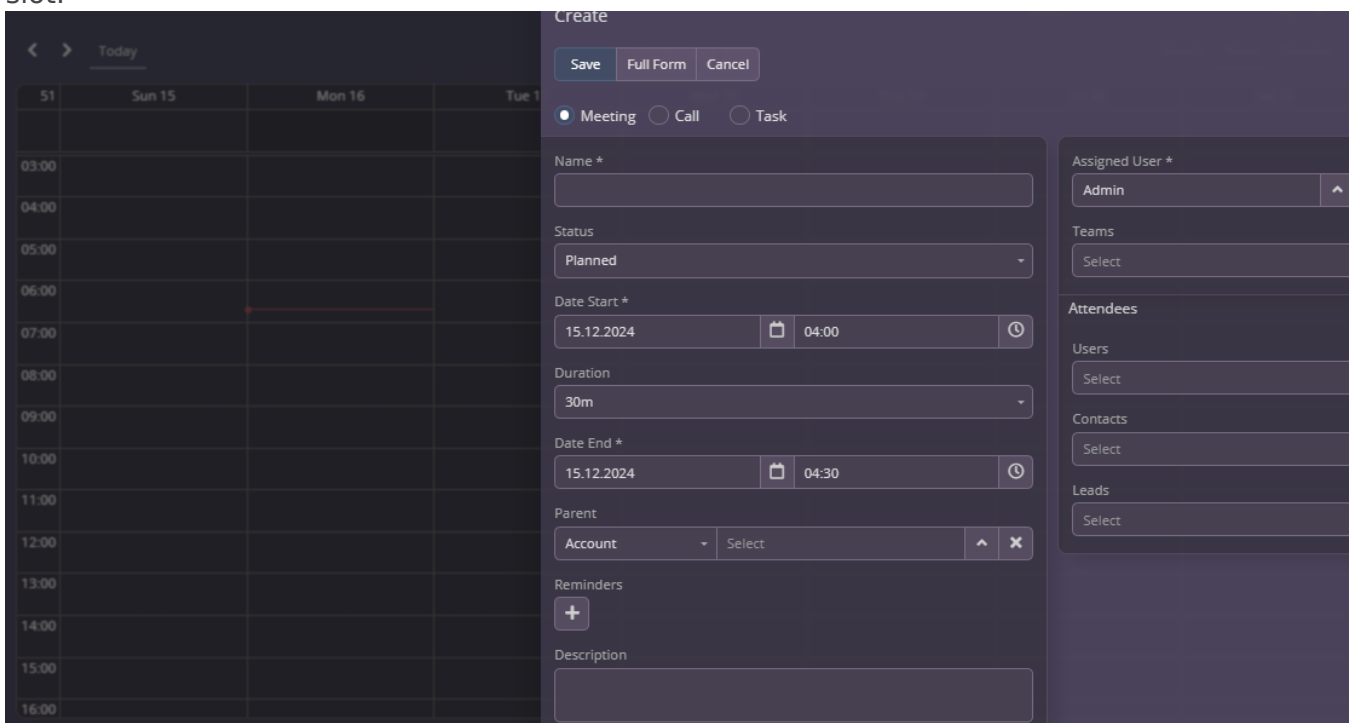 slot.
Create
Today
Save Full Form Cancel
51 Sun 15 Mon 16 Tue 1
Meeting Call Task
03:00
04:00
05:00
06:00
07:00
08:00
09:00
10:00
11:00
12:00
13:00
14:00
15:00
16:00
Name *
Status
Planned
Date Start *
15.12.2024 04:00
Duration
30m
Date End *
15.12.2024 04:30
Parent
Account Select
Reminders
Description
Assigned User *
Admin
Teams
Select
Attendees
Users
Select
Contacts
Select
Leads
Select